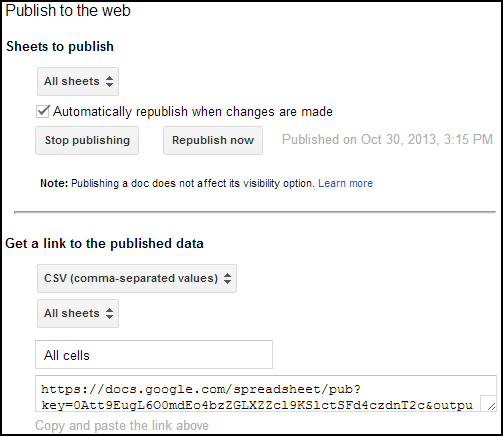 Publish to the web
Sheets to publish
All sheets
Automatically republish when changes are made
Stop publishing Republish now Published on Oct 30, 2013, 3:15 PM
Note: Publishing a doc does not affect its visibility option. Learn more
Get a link to the published data
CSV (comma-separated values)
All sheets
All cells
https://docs.google.com/spreadsheet/pub?
key=0Att9EugL6O0mdEo4bzZGLXZZcl9KSlctSFd4czdnT2c&outpu
Copy and paste the link above